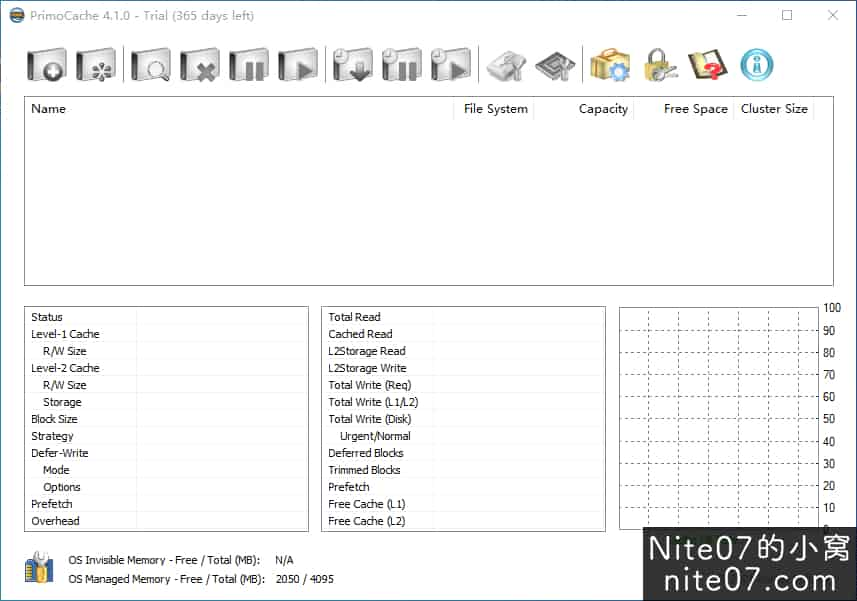 PrimoCache 4.1.0 - Trial (365 days left)
Name File System Capacity Free Space Cluster Size
Status
Level-1 Cache
R/W Size
Level-2 Cache
R/W Size
Storage
Block Size
Strategy
Defer-Write
Mode
Options
Prefetch
Overhead
Total Read
Cached Read
L2Storage Read
L2Storage Write
Total Write (Req)
Total Write (L1/L2)
Total Write (Disk)
Urgent/Normal
Deferred Blocks
Trimmed Blocks
Prefetch
Free Cache (L1)
Free Cache (L2)
100
90
80
70
60
50
40
30
20
10
OS Invisible Memory - Free / Total (MB): N/A
OS Managed Memory - Free / Total (MB): 2050 / 4095
Nite07的小窝
nite07.com